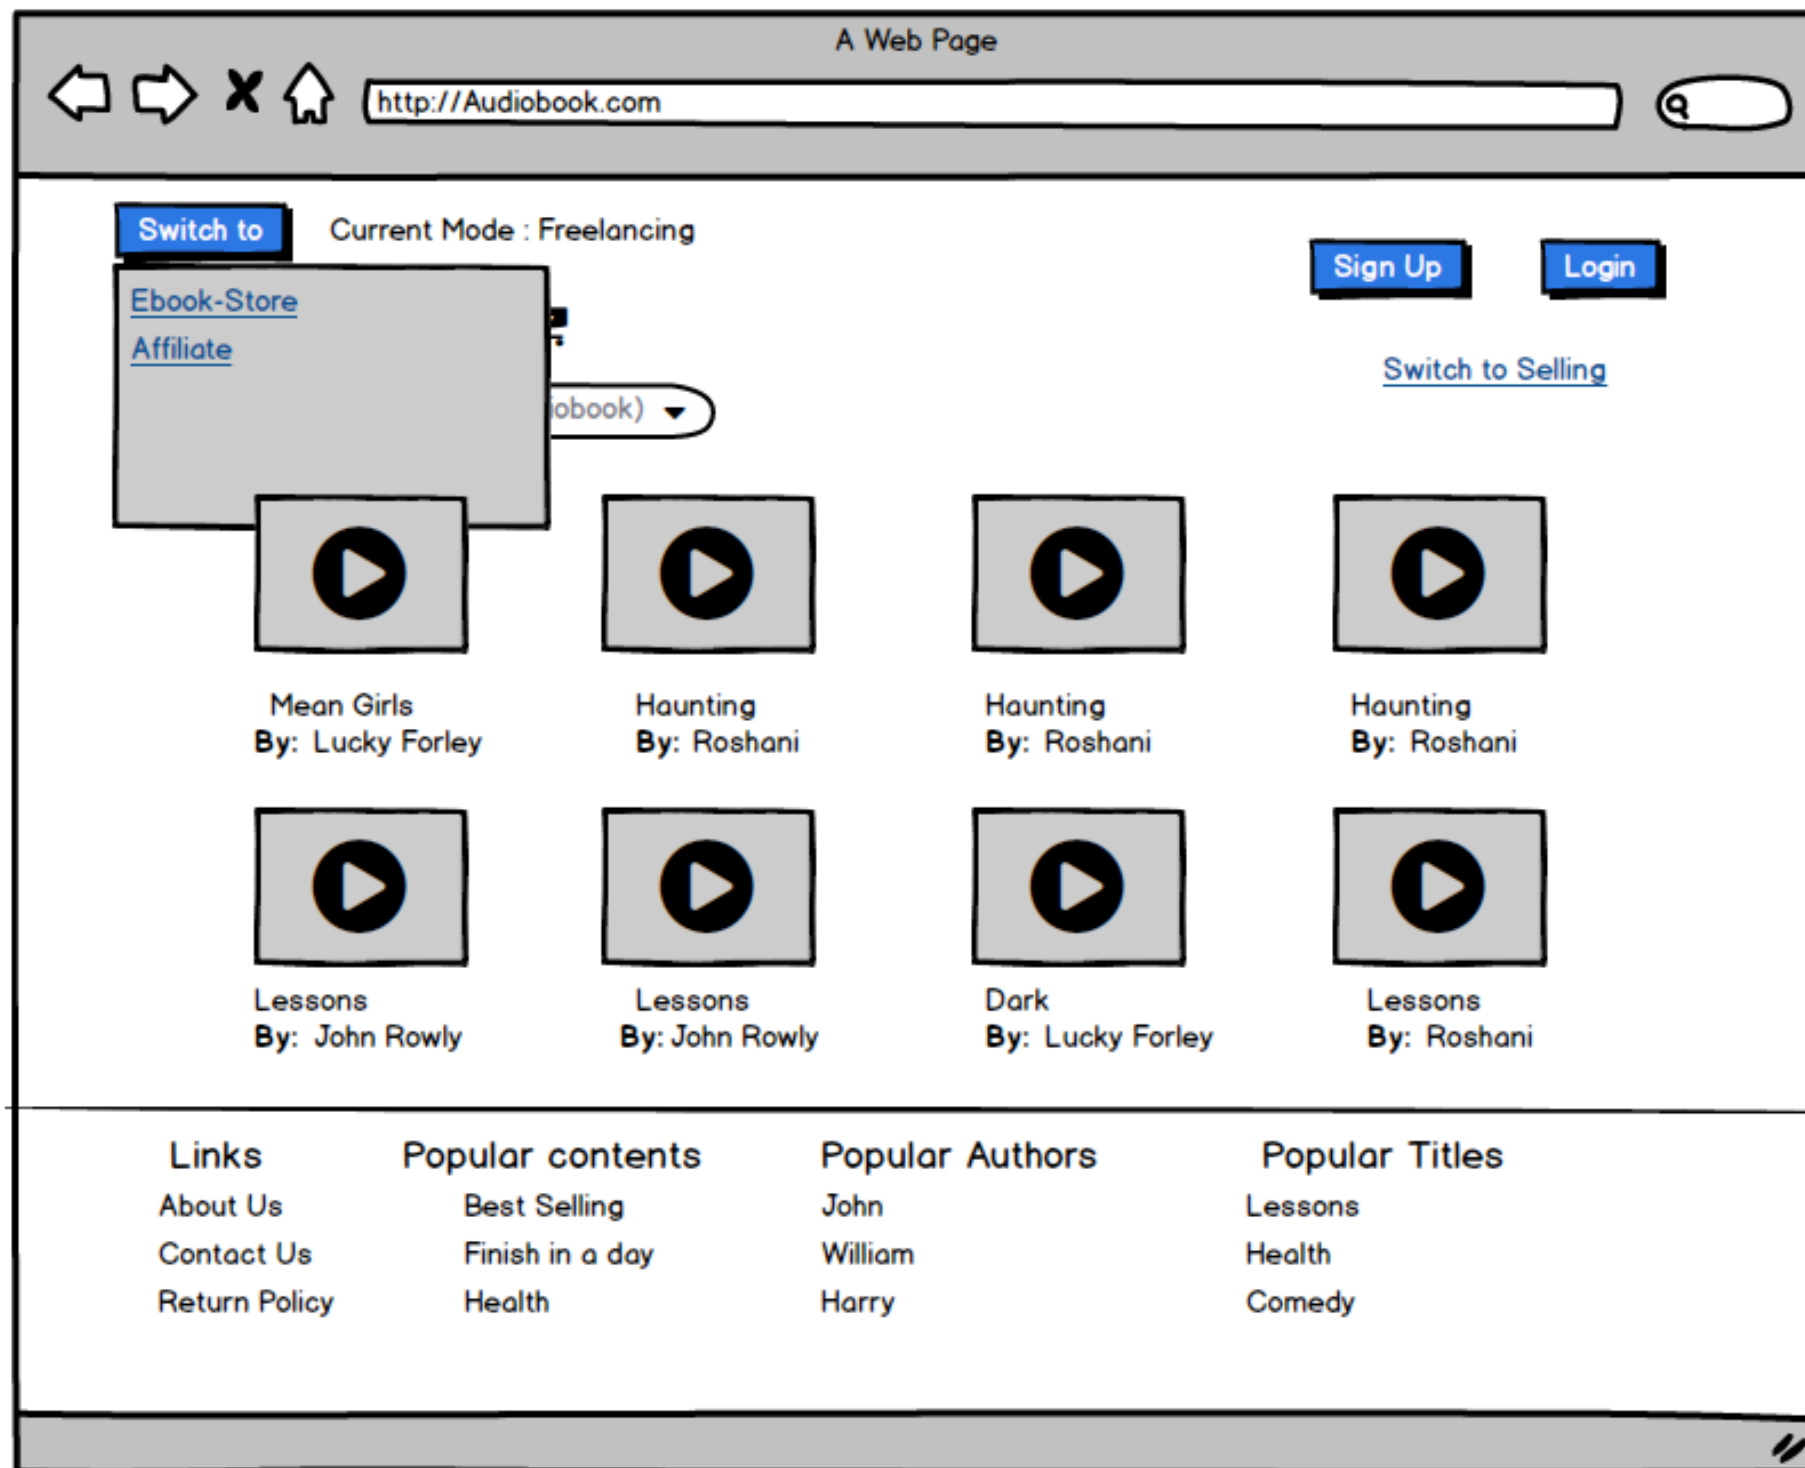 A Web Page
http://Audiobook.com
Switch to
Current Mode : Freelancing
Sign Up
Login
Ebook-Store
Affiliate
Switch to Selling
Mean Girls
By: Lucky Forley
Haunting
By: Roshani
Haunting
By: Roshani
Haunting
By: Roshani
Lessons
By: John Rowly
Lessons
By: John Rowly
Dark
By: Lucky Forley
Lessons
By: Roshani
Links
About Us
Contact Us
Return Policy
Popular contents
Best Selling
Finish in a day
Health
Popular Authors
John
William
Harry
Popular Titles
Lessons
Health
Comedy